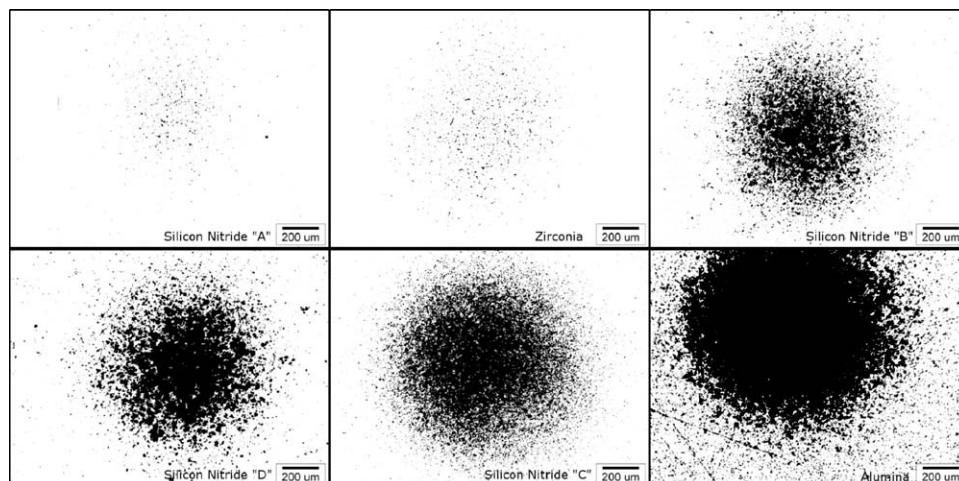 Silicon Nitride "A" 200 um
Zirconia 200 um
Silicon Nitride "B" 200 um
Silicon Nitride "D" 200 um
Silicon Nitride "C" 200 um
Alumina 200 um